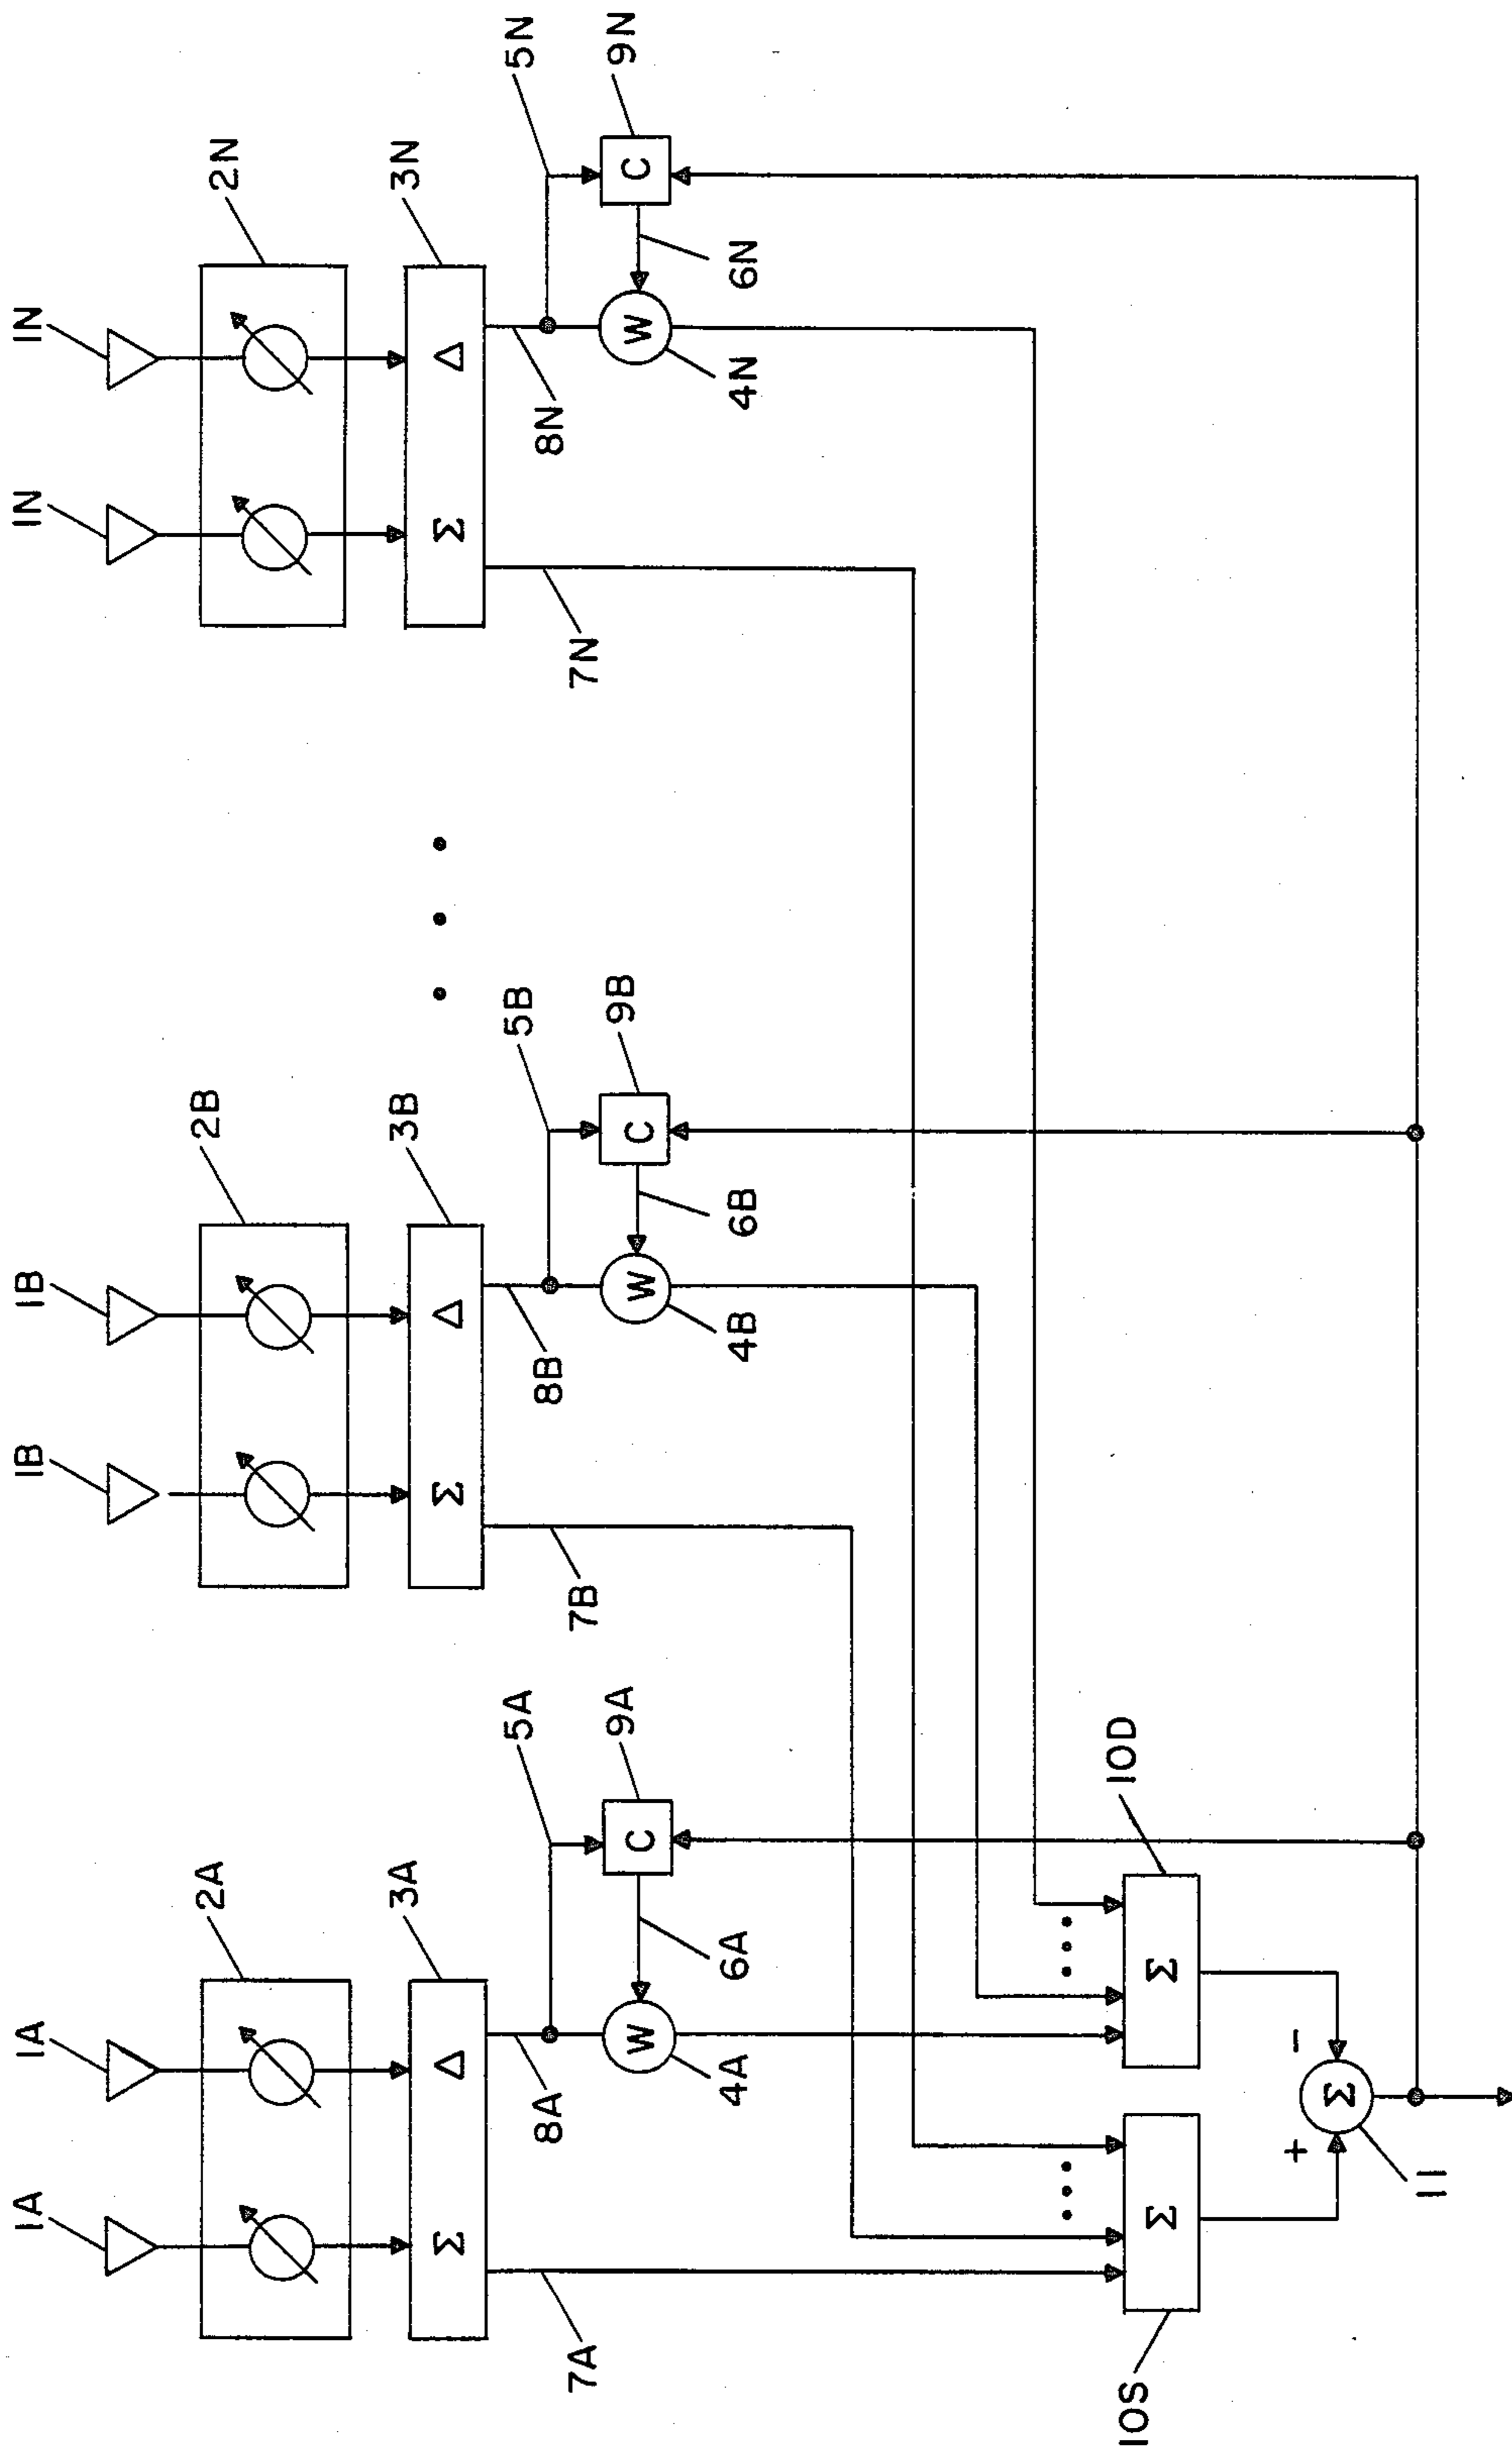 1A 1A 1B 1B 1N 1N
2A 2B 2N
3A 3B 3N
Σ Δ Σ Δ Σ Δ
5A 5B 5N
8A 8B 8N
7A 7B 7N
9A 9B 9N
W C W C W C
6A 6B 6N
4A 4B 4N
10D
Σ Σ
10S
+ −
Σ
11